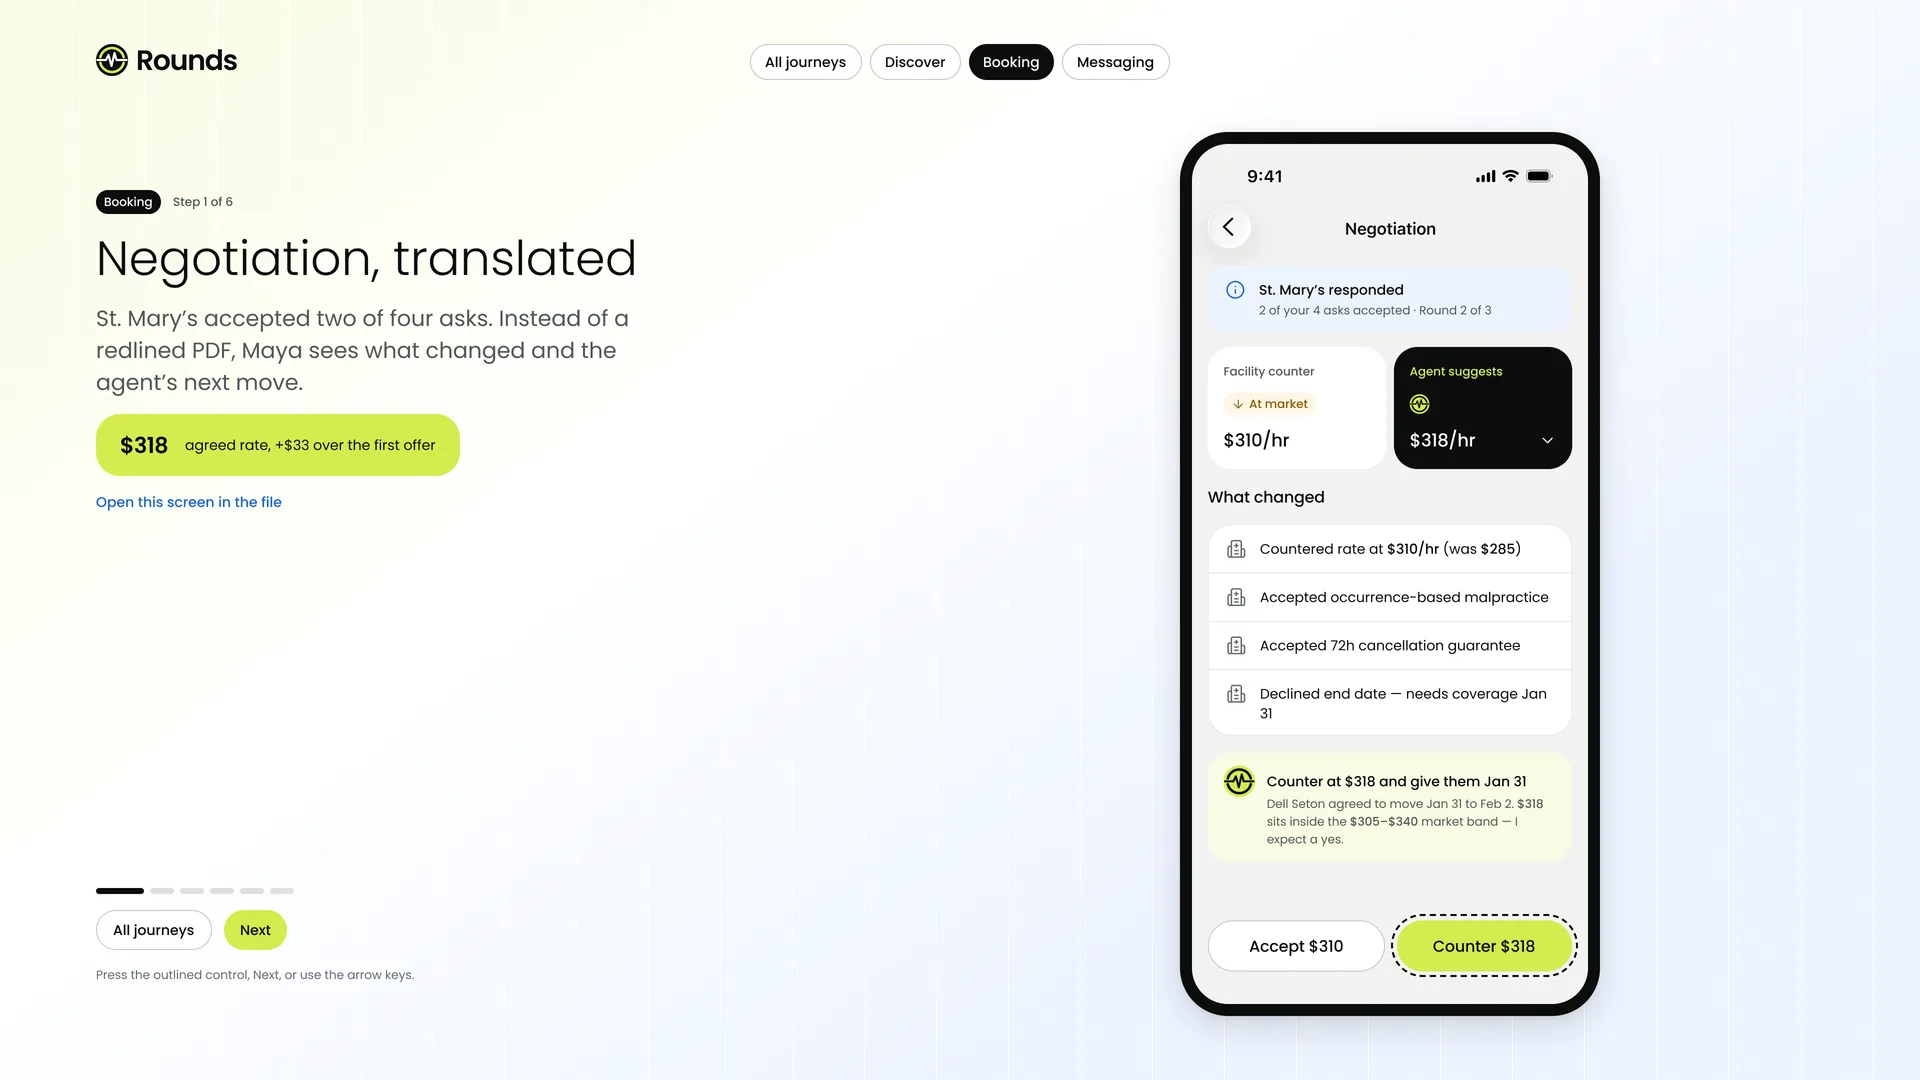 Rounds
All journeys
Discover
Booking
Messaging
Booking
Step 1 of 6
Negotiation, translated
St. Mary’s accepted two of four asks. Instead of a
redlined PDF, Maya sees what changed and the
agent’s next move.
$318 agreed rate, +$33 over the first offer
Open this screen in the file
All journeys
Next
Press the outlined control, Next, or use the arrow keys.
9:41
Negotiation
St. Mary’s responded
2 of your 4 asks accepted · Round 2 of 3
Facility counter
At market
$310/hr
Agent suggests
$318/hr
What changed
Countered rate at $310/hr (was $285)
Accepted occurrence-based malpractice
Accepted 72h cancellation guarantee
Declined end date — needs coverage Jan
31
Counter at $318 and give them Jan 31
Dell Seton agreed to move Jan 31 to Feb 2. $318
sits inside the $305–$340 market band — I
expect a yes.
Accept $310
Counter $318